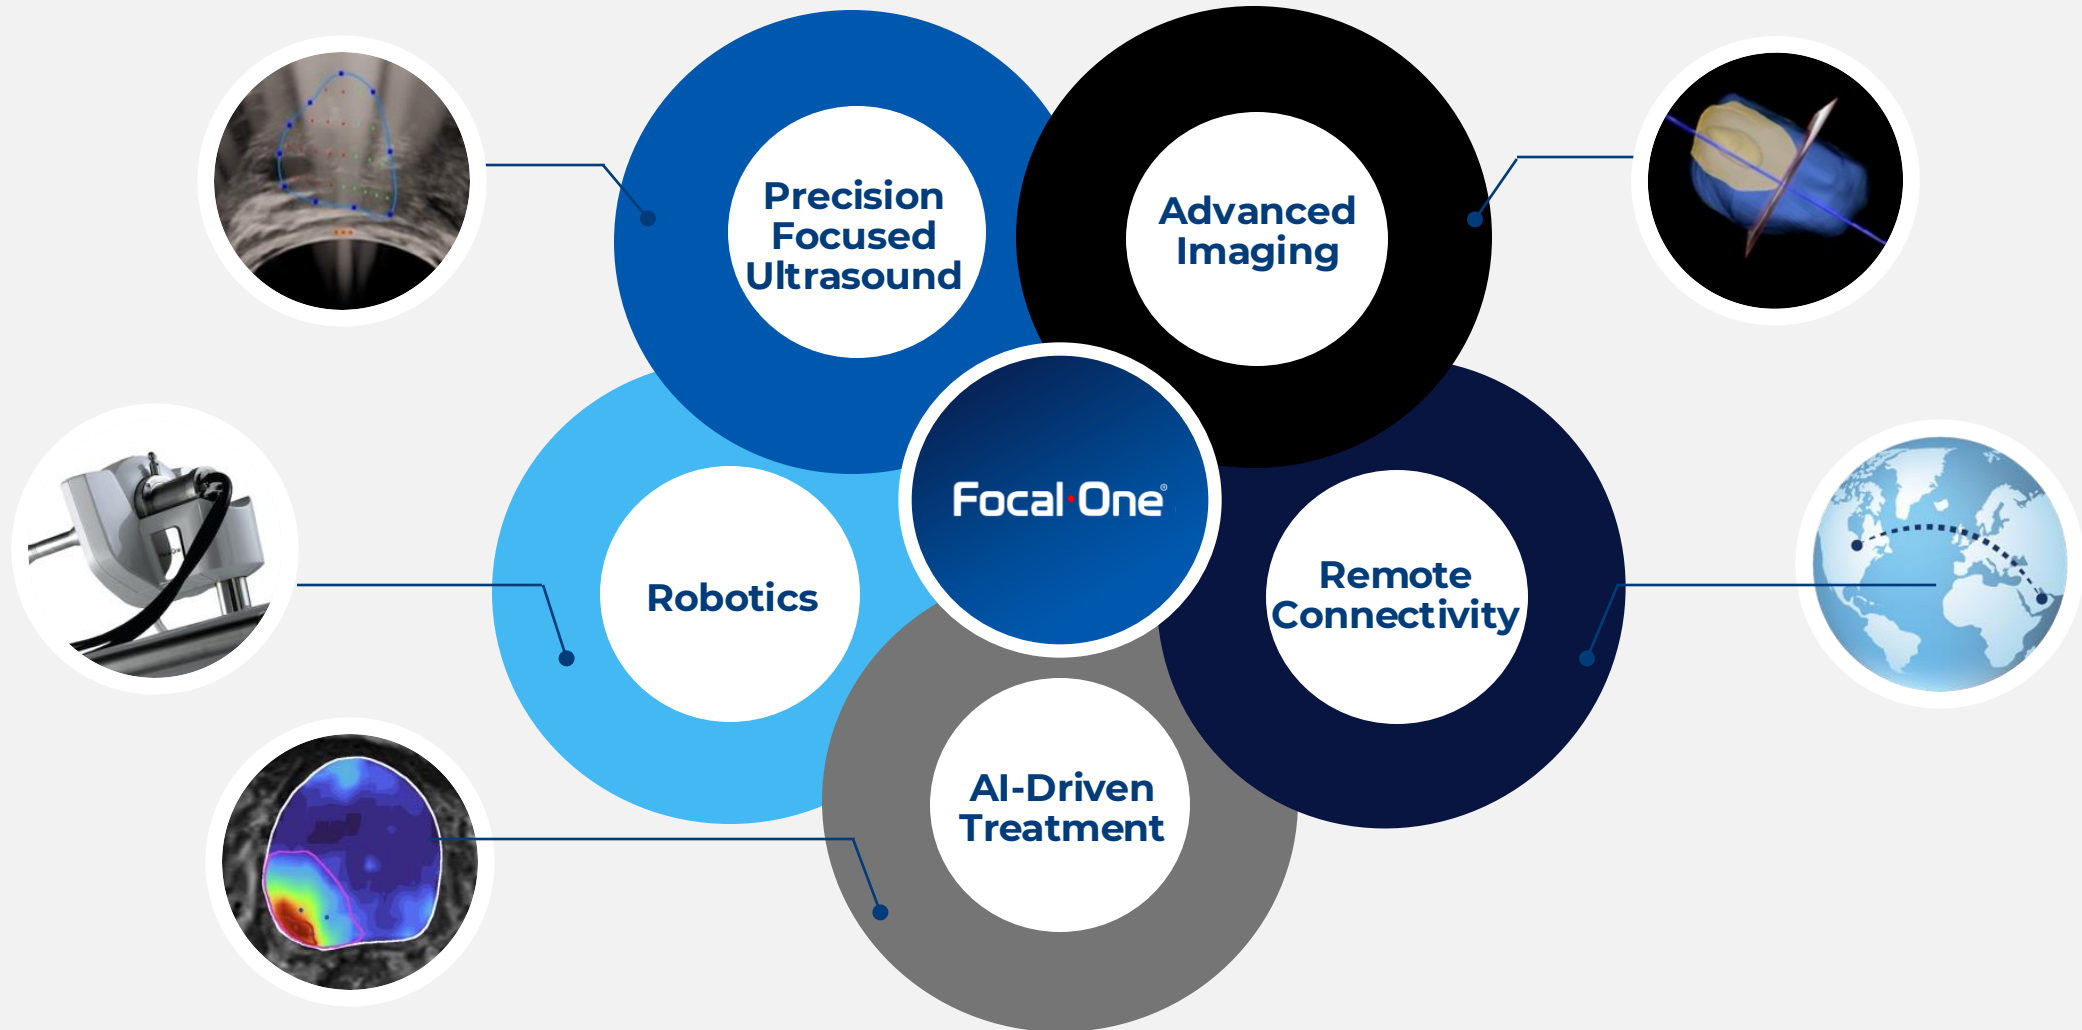 Precision
Focused
Ultrasound
Advanced
Imaging
Focal·One®
Robotics
Remote
Connectivity
AI-Driven
Treatment